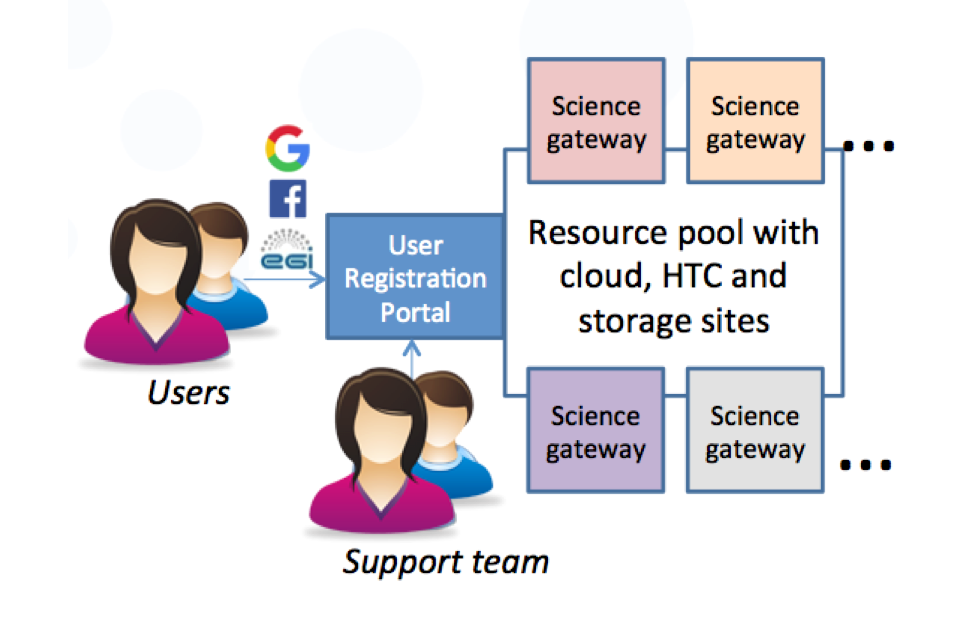 Science
gateway
Science
gateway
...
G
f
egi
User
Registration
Portal
Resource pool with
cloud, HTC and
storage sites
Users
Science
gateway
Science
gateway
...
Support team